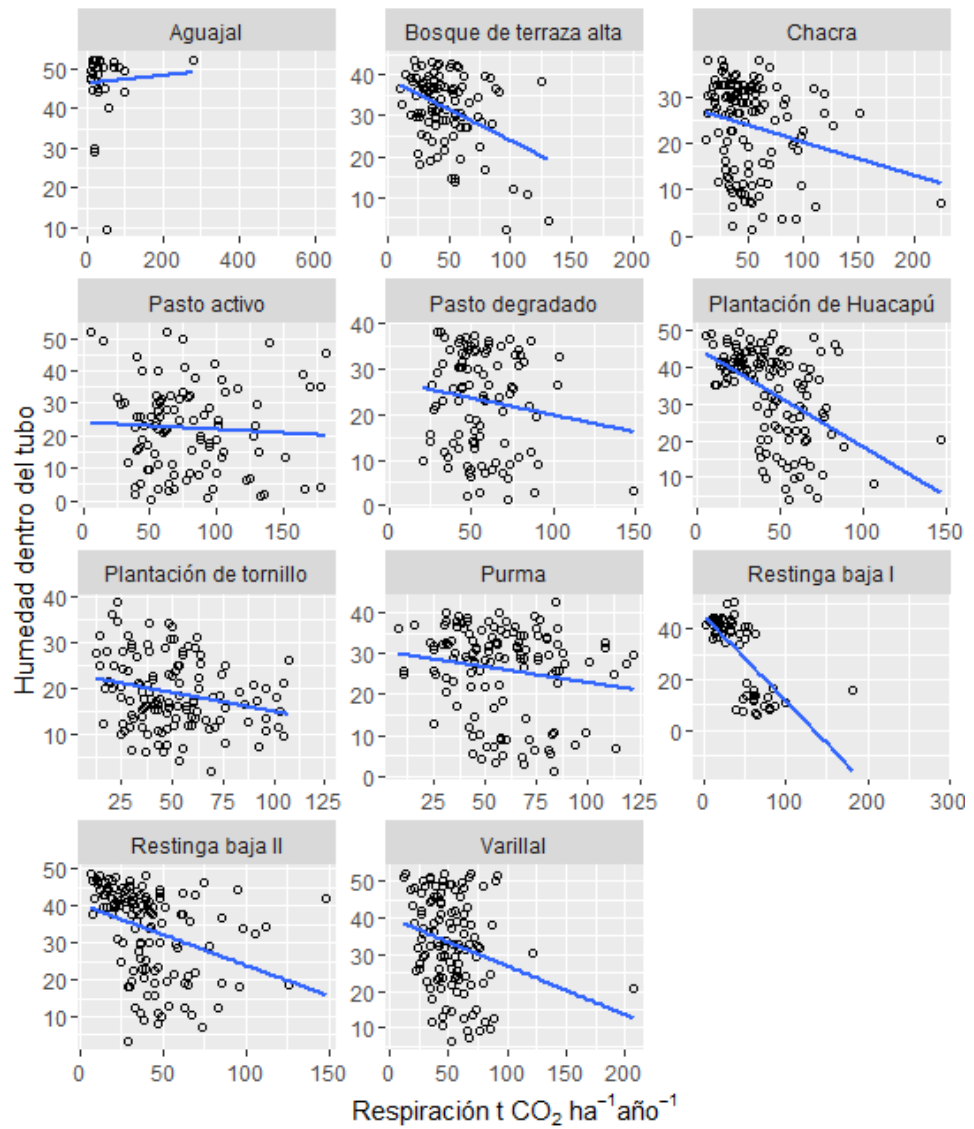 Aguajal
Bosque de terraza alta
Chacra
50
40
30
20
10
0 200 400 600
40
30
20
10
0 50 100 150 200
30
20
10
0
50 100 150 200
Pasto activo
Pasto degradado
Plantación de Huacapú
50
40
30
20
10
0
0 50 100 150
40
30
20
10
0
0 50 100 150
50
40
30
20
10
0
0 50 100 150
Humedad dentro del tubo
Plantación de tornillo
Purma
Restinga baja I
40
30
20
10
25 50 75 100 125
40
30
20
10
0
25 50 75 100 125
40
20
0
0 100 200 300
Restinga baja II
Varillal
50
40
30
20
10
0 50 100 150
50
40
30
20
10
0 50 100 150 200
Respiración t CO₂ ha⁻¹año⁻¹